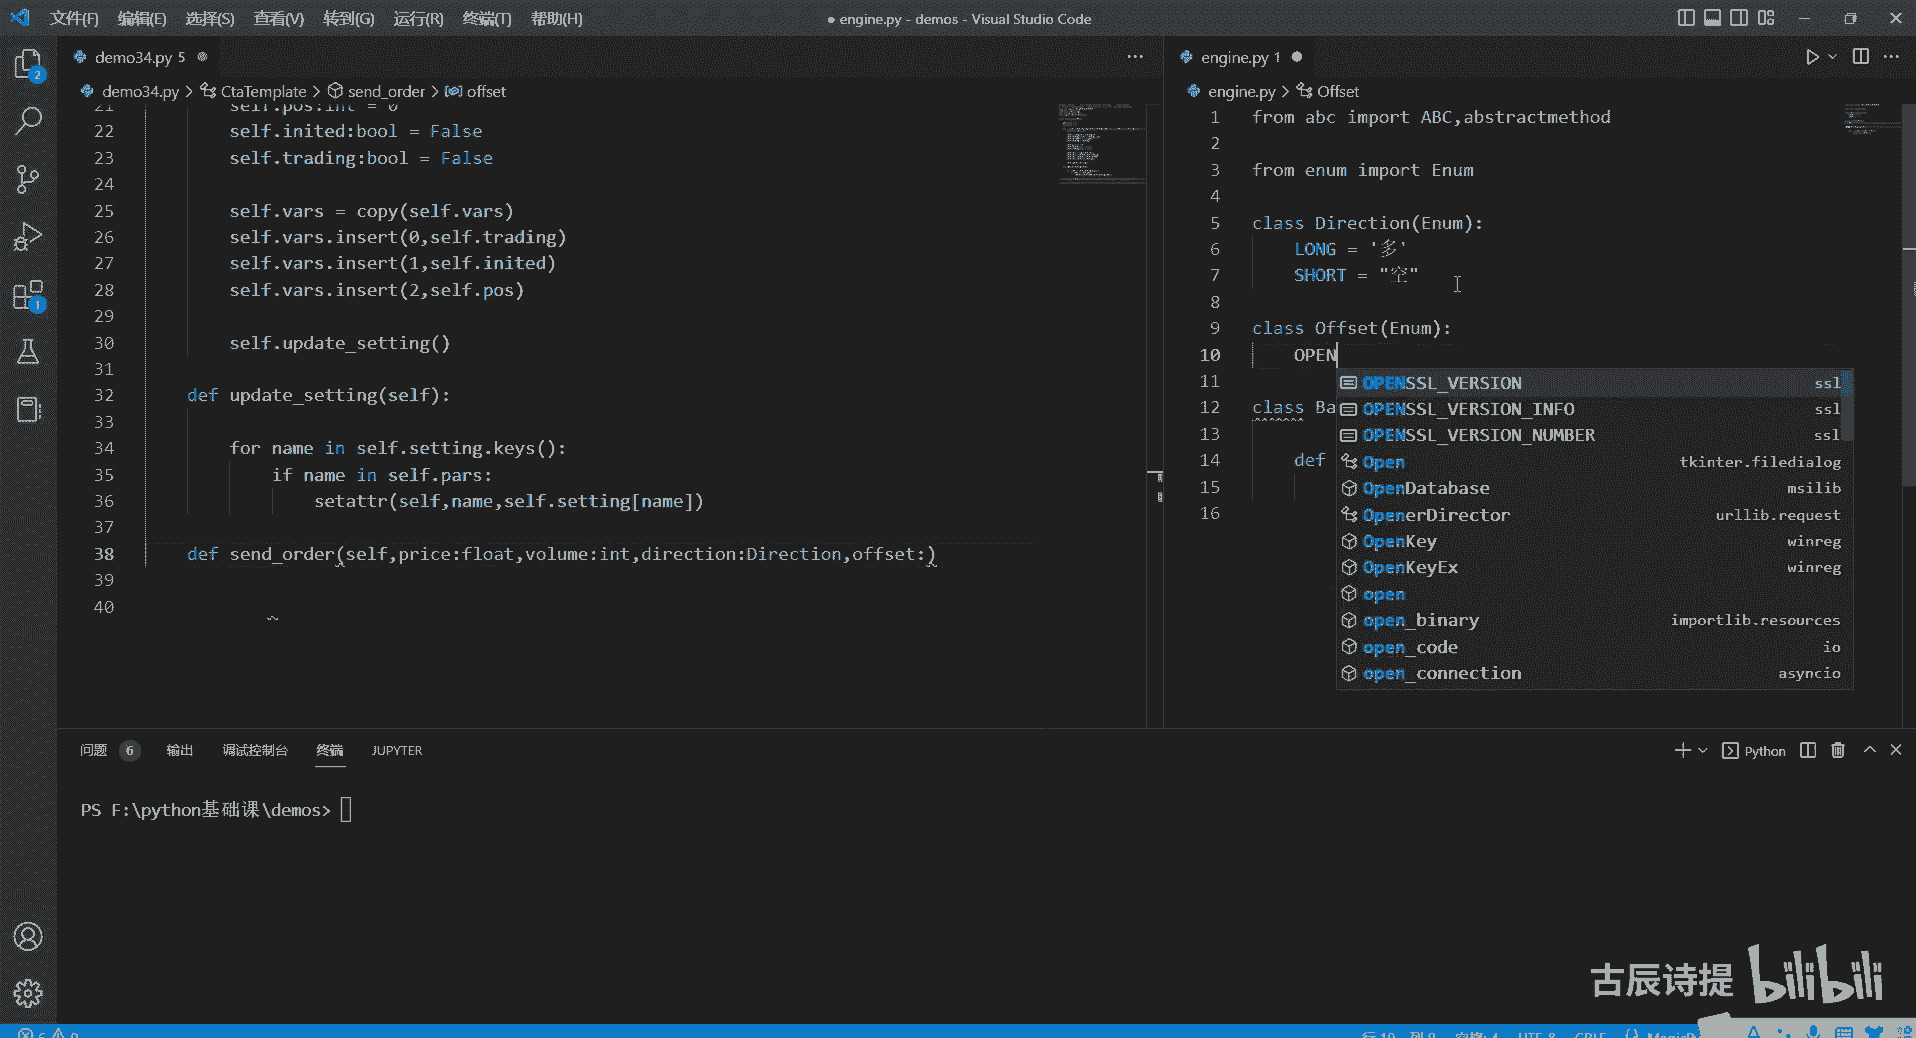 文件(F) 编辑(E) 选择(S) 查看(V) 转到(G) 运行(R) 终端(T) 帮助(H)
● engine.py - demos - Visual Studio Code
demo34.py 5
demo34.py > CtaTemplate > send_order > offset
21 self.pos:int = 0
22 self.inited:bool = False
23 self.trading:bool = False
24
25 self.vars = copy(self.vars)
26 self.vars.insert(0,self.trading)
27 self.vars.insert(1,self.inited)
28 self.vars.insert(2,self.pos)
29
30 self.update_setting()
31
32 def update_setting(self):
33
34 for name in self.setting.keys():
35 if name in self.pars:
36 setattr(self,name,self.setting[name])
37
38 def send_order(self,price:float,volume:int,direction:Direction,offset:)
39
40
engine.py 1
engine.py > Offset
1 from abc import ABC,abstractmethod
2
3 from enum import Enum
4
5 class Direction(Enum):
6 LONG = '多'
7 SHORT = "空"
8
9 class Offset(Enum):
10 OPEN
11
12 class Ba
13
14 def
15
16
OPENSSL_VERSION ssl
OPENSSL_VERSION_INFO ssl
OPENSSL_VERSION_NUMBER ssl
Open tkinter.filedialog
OpenDatabase msilib
OpenerDirector urllib.request
OpenKey winreg
OpenKeyEx winreg
open
open_binary importlib.resources
open_code io
open_connection asyncio
2
1
问题 6 输出 调试控制台 终端 JUPYTER
Python
PS F:\python基础课\demos>
古辰诗提 bilibili